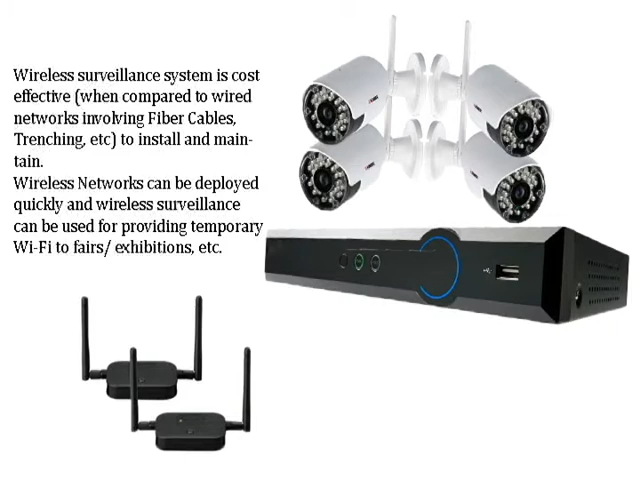 Wireless surveillance system is cost
effective (when compared to wired
networks involving Fiber Cables,
Trenching, etc) to install and main-
tain.
Wireless Networks can be deployed
quickly and wireless surveillance
can be used for providing temporary
Wi-Fi to fairs/ exhibitions, etc.